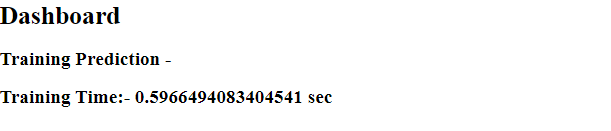 Dashboard
Training Prediction -
Training Time:- 0.5966494083404541 sec